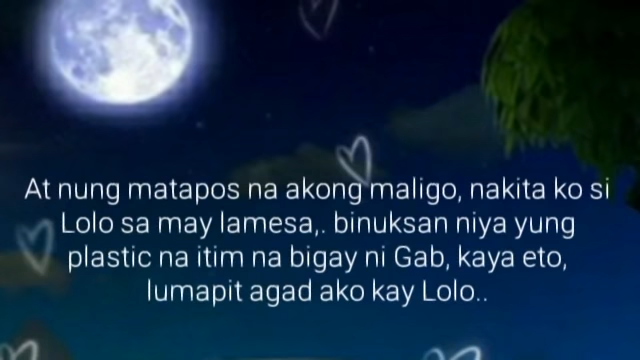 At nung matapos na akong maligo, nakita ko si
Lolo sa may lamesa,. binuksan niya yung
plastic na itim na bigay ni Gab, kaya eto,
lumapit agad ako kay Lolo..